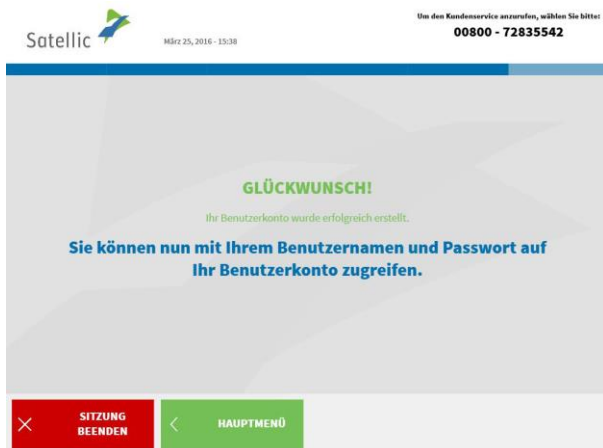 Satellic
März 25, 2016 - 15:38
Um den Kundenservice anzurufen, wählen Sie bitte:
00800 - 72835542
GLÜCKWUNSCH!
Ihr Benutzerkonto wurde erfolgreich erstellt.
Sie können nun mit Ihrem Benutzernamen und Passwort auf
Ihr Benutzerkonto zugreifen.
SITZUNG
BEENDEN
HAUPTMENÜ